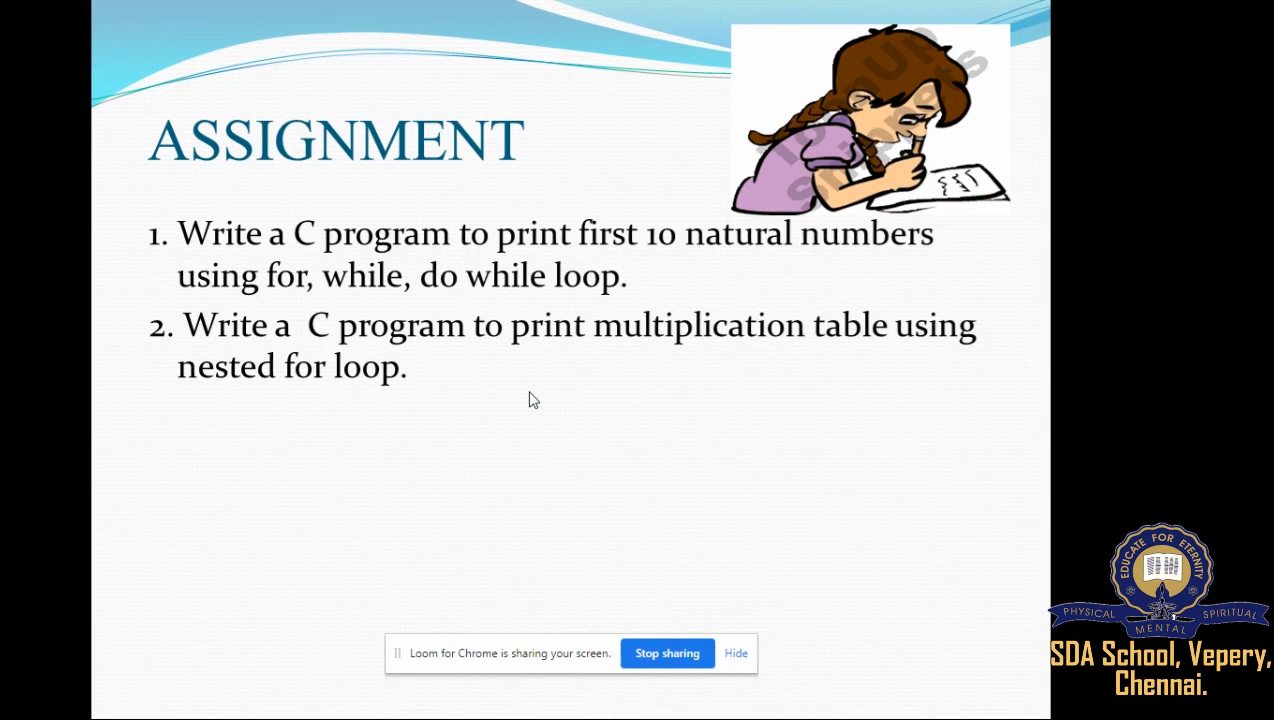 ASSIGNMENT
1. Write a C program to print first 10 natural numbers
using for, while, do while loop.
2. Write a C program to print multiplication table using
nested for loop.
Loom for Chrome is sharing your screen. Stop sharing Hide
EDUCATE FOR ETERNITY
PHYSICAL MENTAL SPIRITUAL
SDA School, Vepery,
Chennai.